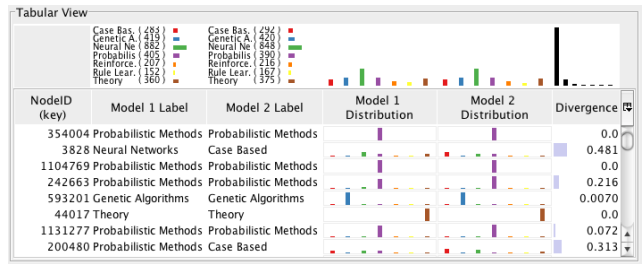 Tabular View
Case Bas. (283) Case Bas. (292)
Genetic A. (419) Genetic A. (420)
Neural Ne (882) Neural Ne (848)
Probabilis (405) Probabilis (390)
Reinforce. (207) Reinforce. (216)
Rule Lear. (152) Rule Lear. (167)
Theory (360) Theory (375)
NodeID (key) Model 1 Label Model 2 Label Model 1 Distribution Model 2 Distribution Divergence
354004 Probabilistic Methods Probabilistic Methods 0.0
3828 Neural Networks Case Based 0.481
1104769 Probabilistic Methods Probabilistic Methods 0.0
242663 Probabilistic Methods Probabilistic Methods 0.216
593201 Genetic Algorithms Genetic Algorithms 0.0070
44017 Theory Theory 0.0
1131277 Probabilistic Methods Probabilistic Methods 0.072
200480 Probabilistic Methods Case Based 0.313